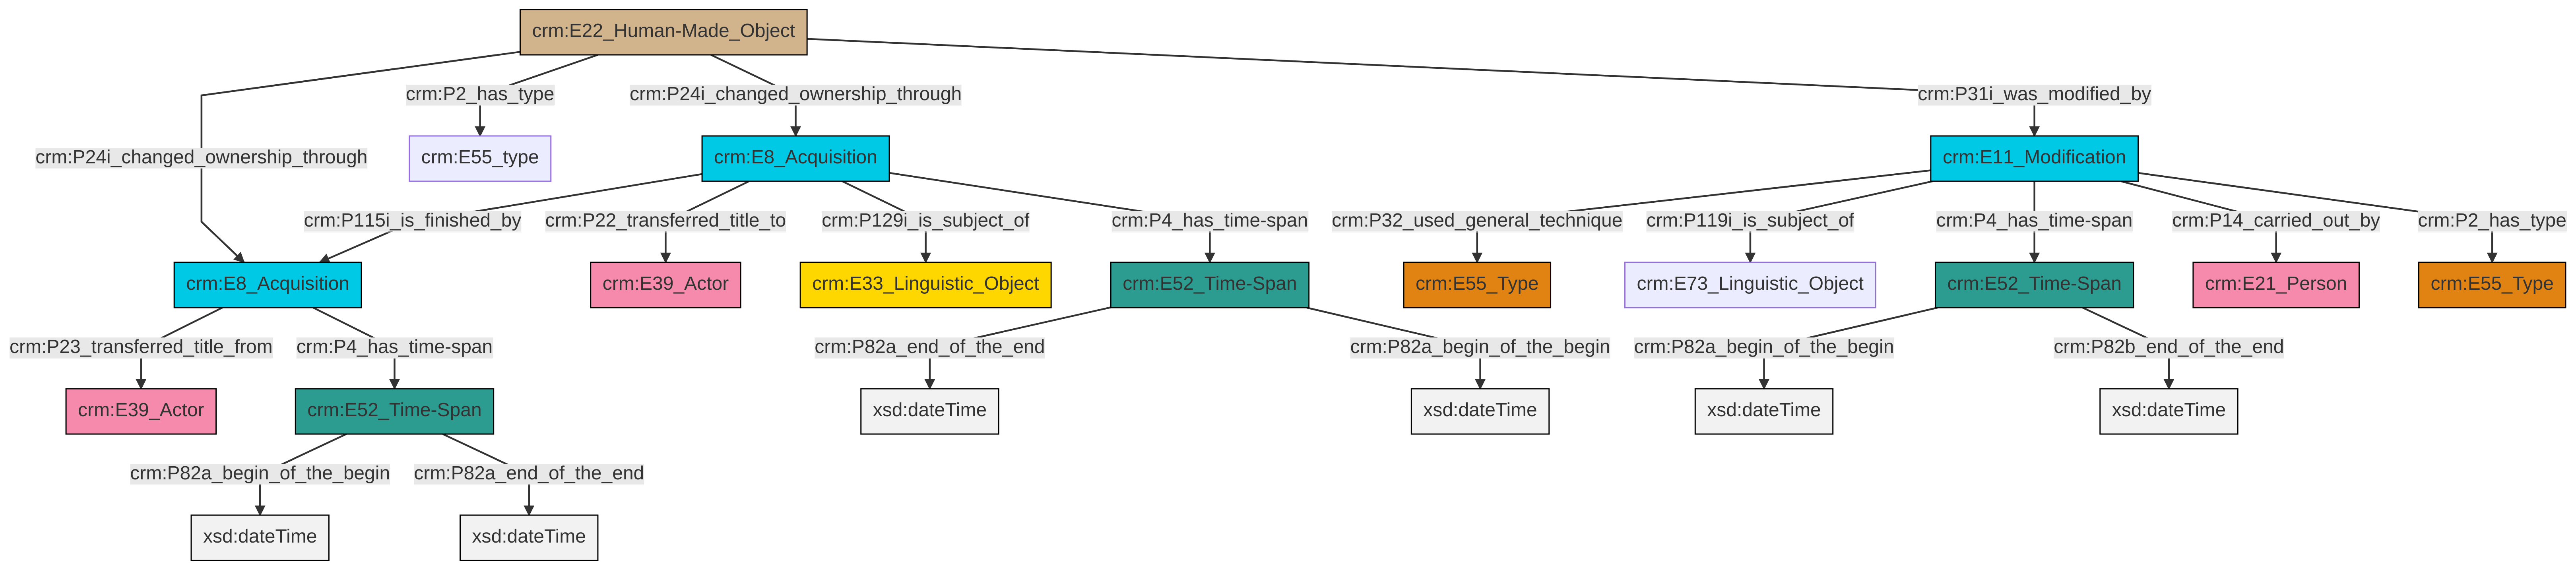 crm:E22_Human-Made_Object
crm:P2_has_type
crm:P24i_changed_ownership_through
crm:P31i_was_modified_by
crm:P24i_changed_ownership_through
crm:E55_type
crm:E8_Acquisition
crm:E11_Modification
crm:P115i_is_finished_by
crm:P22_transferred_title_to
crm:P129i_is_subject_of
crm:P4_has_time-span
crm:P32_used_general_technique
crm:P119i_is_subject_of
crm:P4_has_time-span
crm:P14_carried_out_by
crm:P2_has_type
crm:E8_Acquisition
crm:E39_Actor
crm:E33_Linguistic_Object
crm:E52_Time-Span
crm:E55_Type
crm:E73_Linguistic_Object
crm:E52_Time-Span
crm:E21_Person
crm:E55_Type
crm:P23_transferred_title_from
crm:P4_has_time-span
crm:P82a_end_of_the_end
crm:P82a_begin_of_the_begin
crm:P82a_begin_of_the_begin
crm:P82b_end_of_the_end
crm:E39_Actor
crm:E52_Time-Span
xsd:dateTime
xsd:dateTime
xsd:dateTime
xsd:dateTime
crm:P82a_begin_of_the_begin
crm:P82a_end_of_the_end
xsd:dateTime
xsd:dateTime